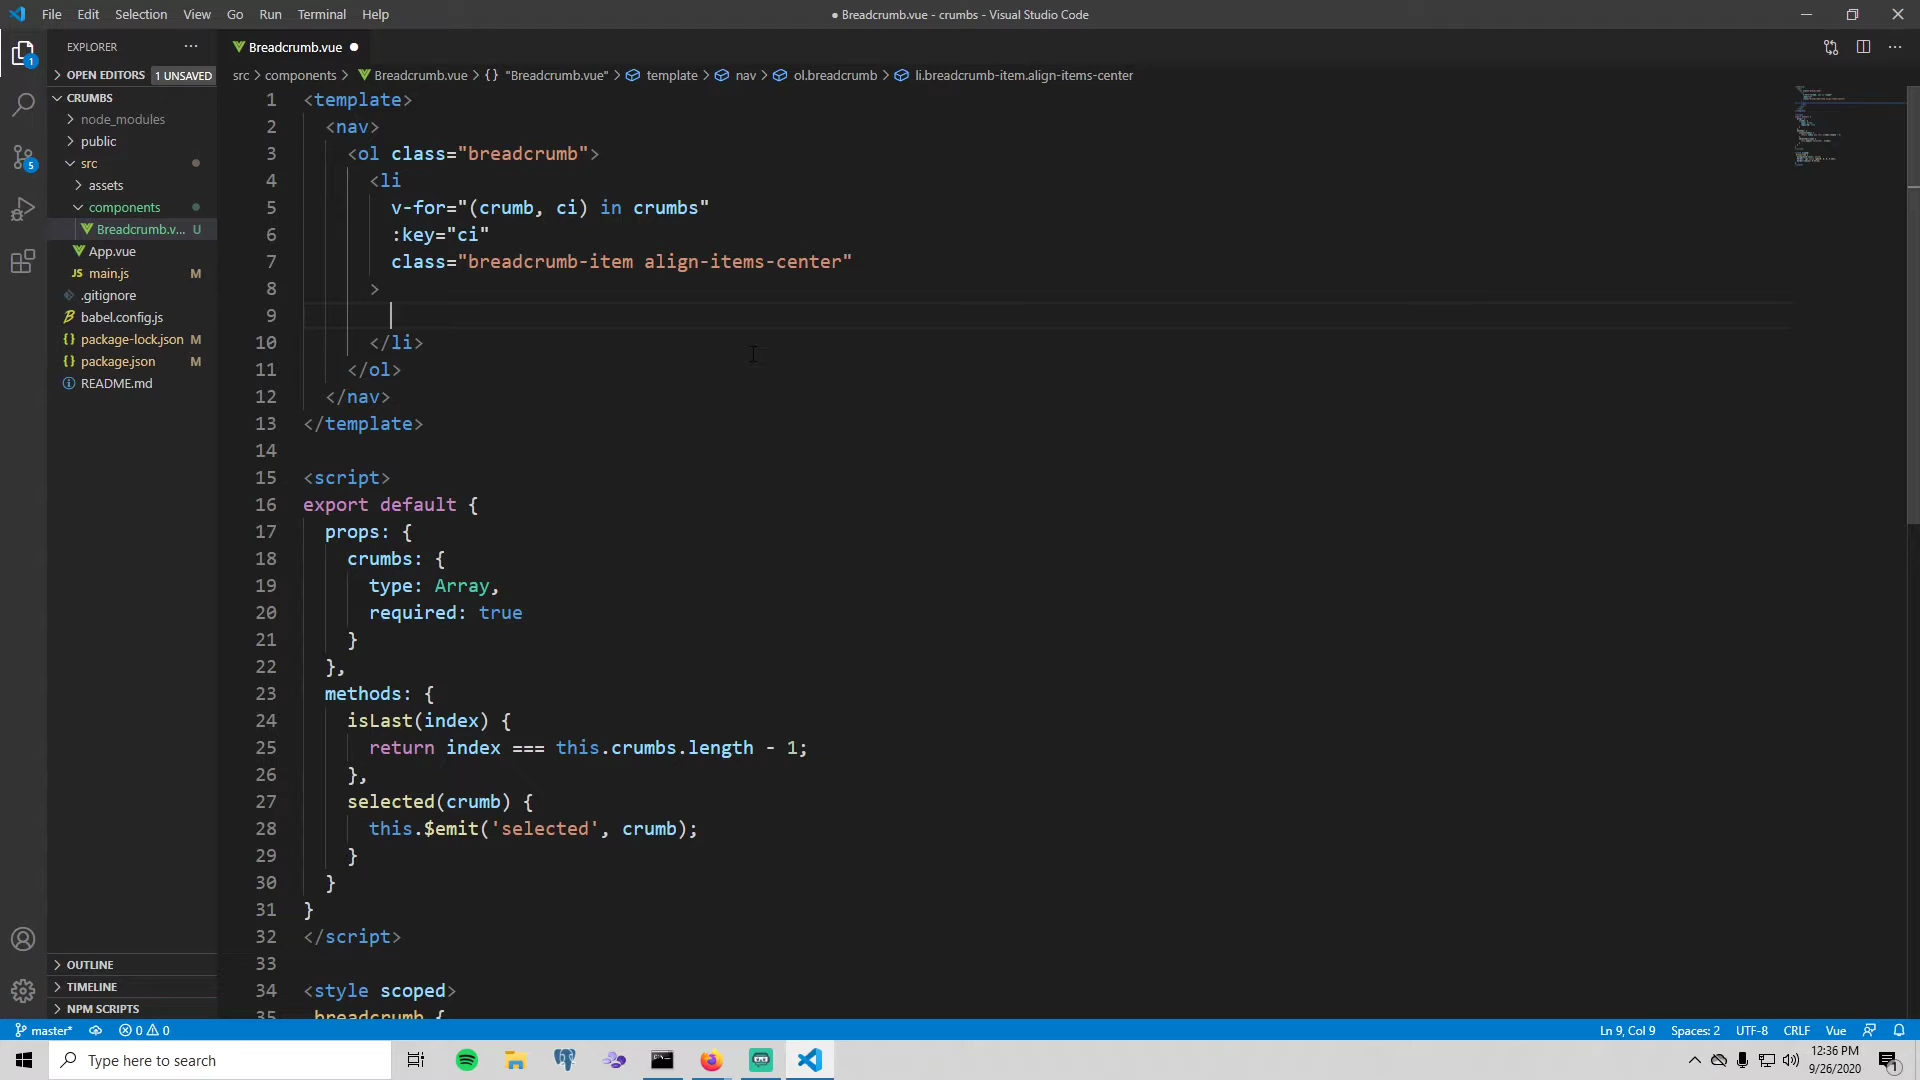 File Edit Selection View Go Run Terminal Help
● Breadcrumb.vue - crumbs - Visual Studio Code
EXPLORER
Breadcrumb.vue
OPEN EDITORS 1 UNSAVED
src > components > Breadcrumb.vue > {} "Breadcrumb.vue" > template > nav > ol.breadcrumb > li.breadcrumb-item.align-items-center
CRUMBS
node_modules
public
src
assets
components
Breadcrumb.v... U
App.vue
JS main.js M
.gitignore
babel.config.js
{} package-lock.json M
{} package.json M
README.md
OUTLINE
TIMELINE
NPM SCRIPTS
1
5
1 <template>
2 <nav>
3 <ol class="breadcrumb">
4 <li
5 v-for="(crumb, ci) in crumbs"
6 :key="ci"
7 class="breadcrumb-item align-items-center"
8 >
9
10 </li>
11 </ol>
12 </nav>
13 </template>
14
15 <script>
16 export default {
17 props: {
18 crumbs: {
19 type: Array,
20 required: true
21 }
22 },
23 methods: {
24 isLast(index) {
25 return index === this.crumbs.length - 1;
26 },
27 selected(crumb) {
28 this.$emit('selected', crumb);
29 }
30 }
31 }
32 </script>
33
34 <style scoped>
35 .breadcrumb {
master* 0 0
Ln 9, Col 9 Spaces: 2 UTF-8 CRLF Vue
Type here to search
12:36 PM
9/26/2020
1